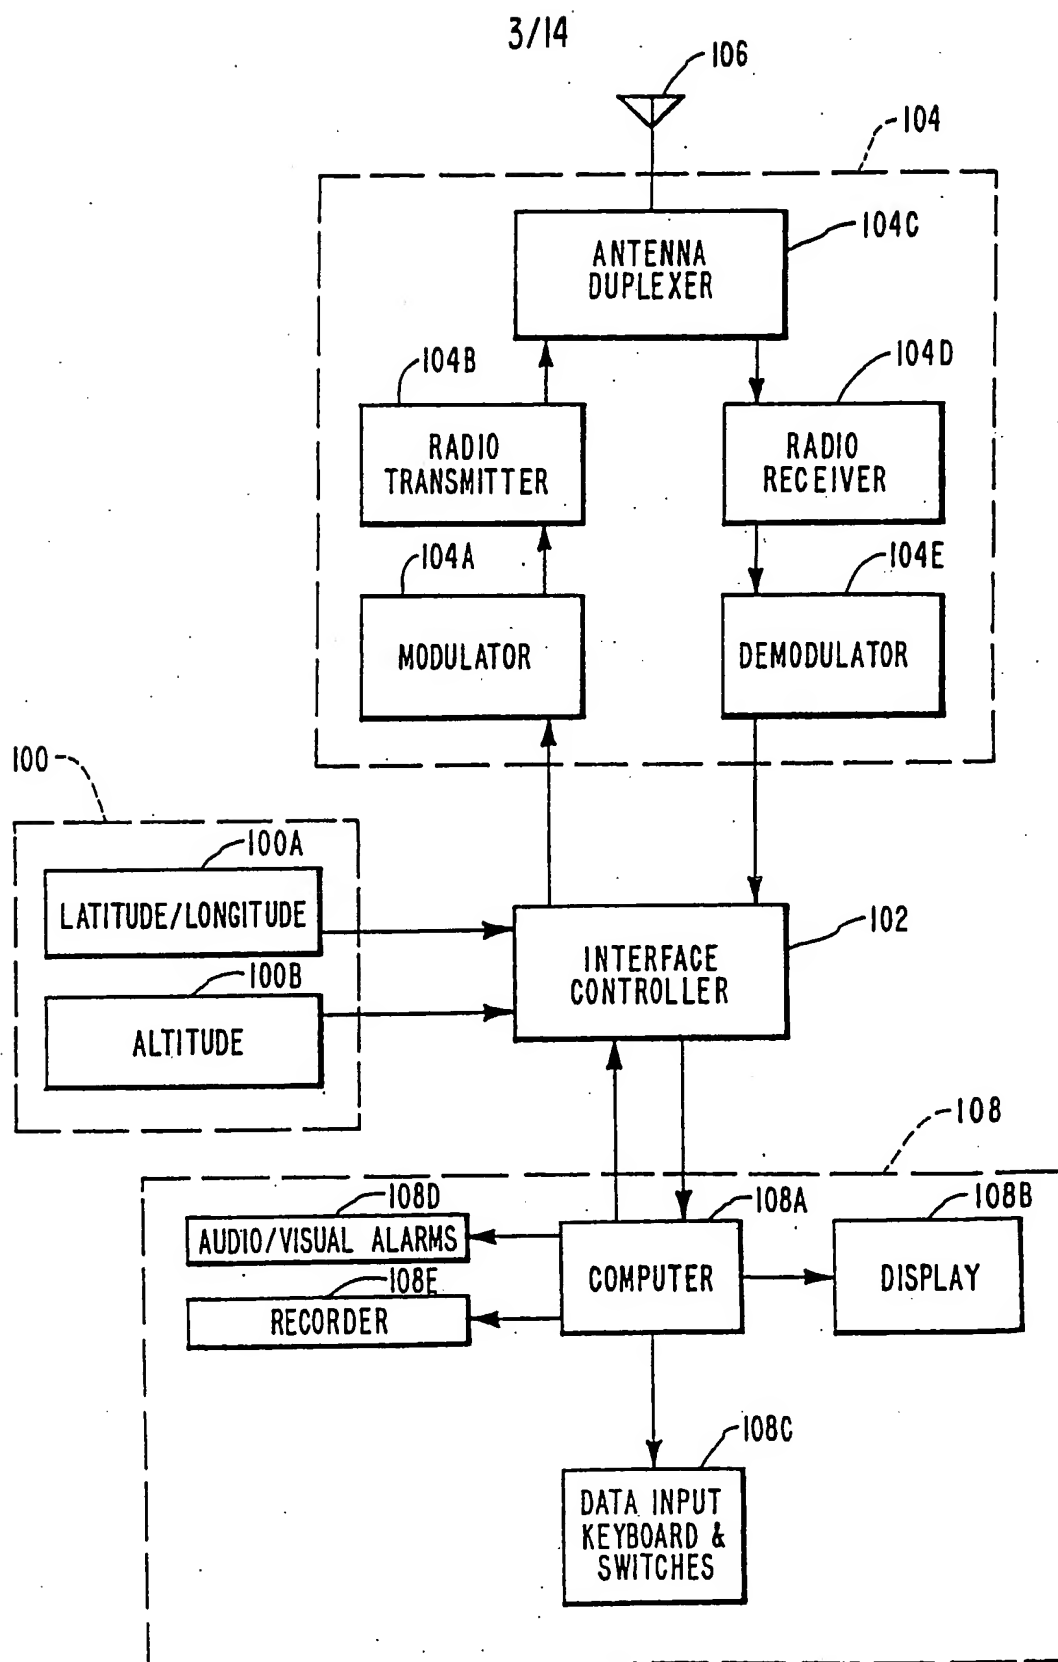 3/14
106
104
104C
ANTENNA
DUPLEXER
104B
104D
RADIO
TRANSMITTER
RADIO
RECEIVER
104A
104E
MODULATOR
DEMODULATOR
100
100A
LATITUDE/LONGITUDE
102
INTERFACE
CONTROLLER
100B
ALTITUDE
108
108D
108A
108B
AUDIO/VISUAL ALARMS
COMPUTER
DISPLAY
108E
RECORDER
108C
DATA INPUT
KEYBOARD &
SWITCHES